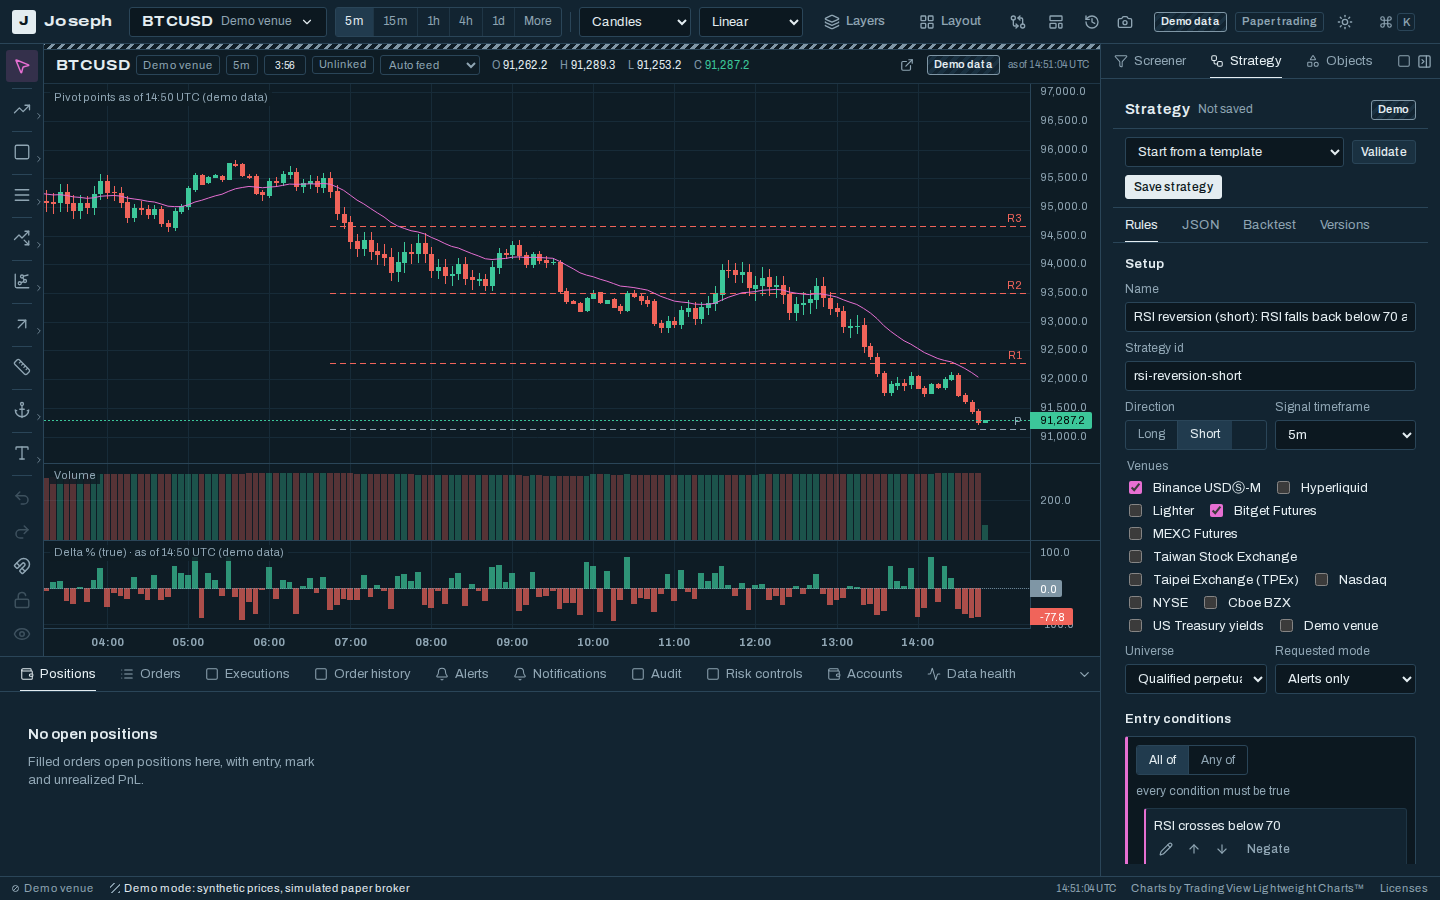 J Joseph BTCUSD Demo venue 5m 15m 1h 4h 1d More Candles Linear Layers Layout Demo data Paper trading ⌘ K
BTCUSD Demo venue 5m 3:56 Unlinked Auto feed O 91,262.2 H 91,289.3 L 91,253.2 C 91,287.2 Demo data as of 14:51:04 UTC
Pivot points as of 14:50 UTC (demo data)
97,000.0
96,500.0
96,000.0
95,500.0
95,000.0
R3
94,500.0
94,000.0
R2
93,500.0
93,000.0
92,500.0
R1
92,000.0
91,500.0
P 91,287.2
91,000.0
Volume
200.0
Delta % (true) · as of 14:50 UTC (demo data)
100.0
0.0
-77.8
04:00 05:00 06:00 07:00 08:00 09:00 10:00 11:00 12:00 13:00 14:00
Positions Orders Executions Order history Alerts Notifications Audit Risk controls Accounts Data health
No open positions
Filled orders open positions here, with entry, mark
and unrealized PnL.
Screener Strategy Objects
Strategy Not saved Demo
Start from a template Validate
Save strategy
Rules JSON Backtest Versions
Setup
Name
RSI reversion (short): RSI falls back below 70 a
Strategy id
rsi-reversion-short
Direction Signal timeframe
Long Short 5m
Venues
Binance USDⓈ-M Hyperliquid
Lighter Bitget Futures
MEXC Futures
Taiwan Stock Exchange
Taipei Exchange (TPEx) Nasdaq
NYSE Cboe BZX
US Treasury yields Demo venue
Universe Requested mode
Qualified perpetua Alerts only
Entry conditions
All of Any of
every condition must be true
RSI crosses below 70
Negate
Demo venue Demo mode: synthetic prices, simulated paper broker 14:51:04 UTC Charts by TradingView Lightweight Charts™ Licenses